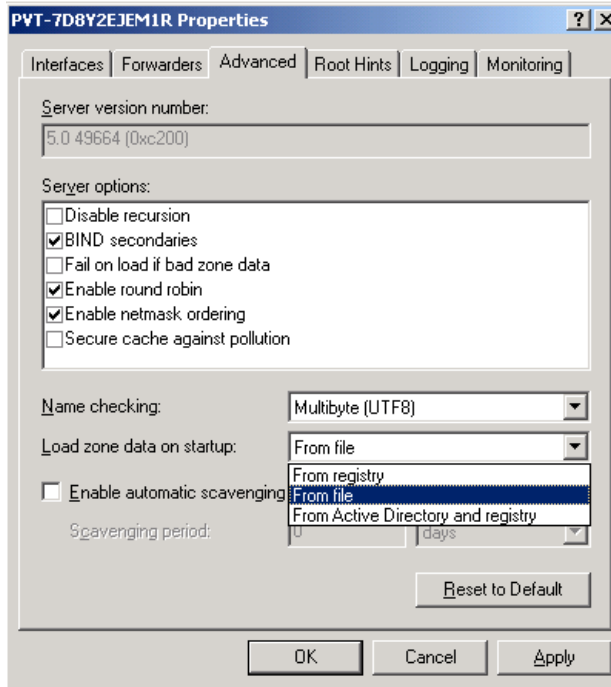 PVT-7D8Y2EJEM1R Properties
Interfaces Forwarders Advanced Root Hints Logging Monitoring
Server version number:
5.0 49664 (0xc200)
Server options:
Disable recursion
BIND secondaries
Fail on load if bad zone data
Enable round robin
Enable netmask ordering
Secure cache against pollution
Name checking: Multibyte (UTF8)
Load zone data on startup: From file
From registry
Enable automatic scavenging From file
From Active Directory and registry
Scavenging period: 0 days
Reset to Default
OK Cancel Apply